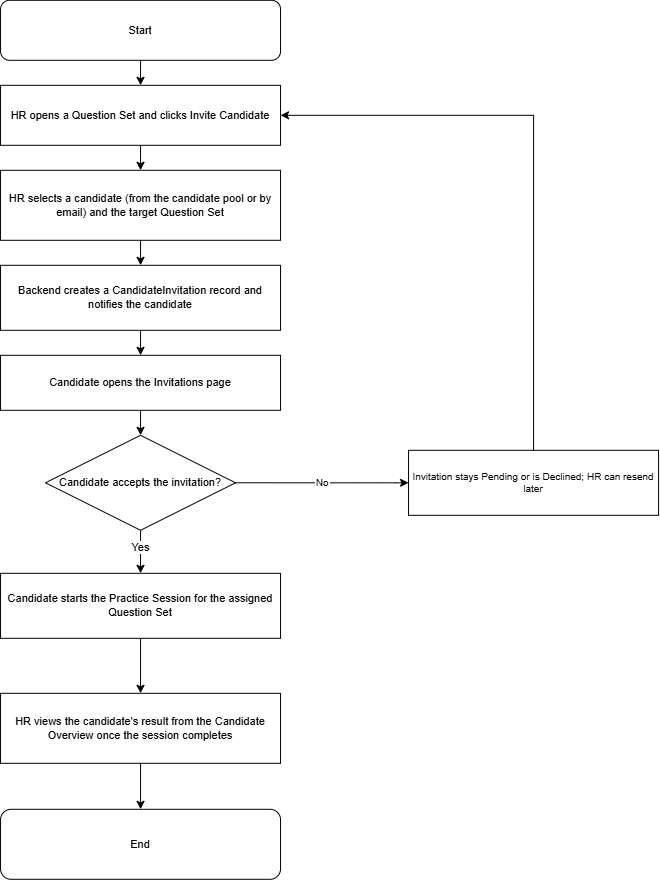 Start
HR opens a Question Set and clicks Invite Candidate
HR selects a candidate (from the candidate pool or by
email) and the target Question Set
Backend creates a CandidateInvitation record and
notifies the candidate
Candidate opens the Invitations page
Candidate accepts the invitation?
No
Invitation stays Pending or is Declined; HR can resend
later
Yes
Candidate starts the Practice Session for the assigned
Question Set
HR views the candidate's result from the Candidate
Overview once the session completes
End